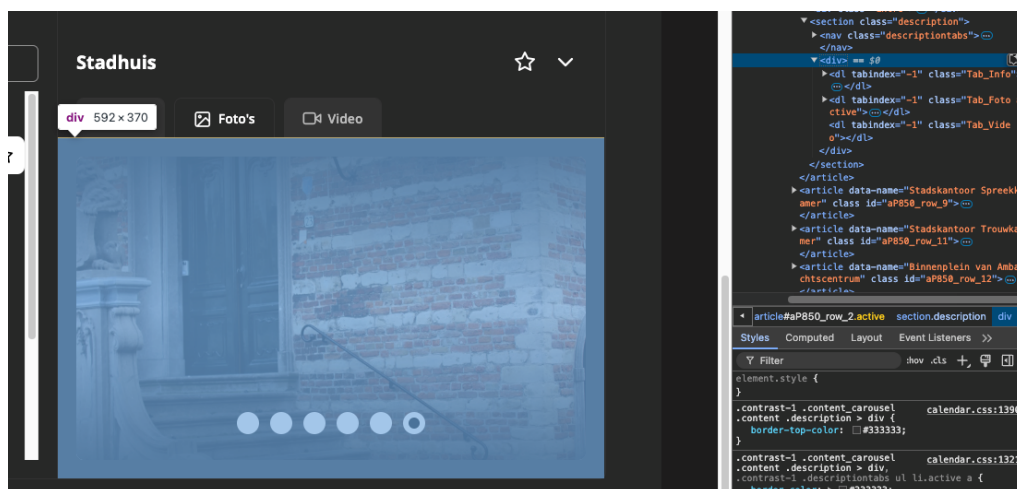 Stadhuis
div 592 × 370
Foto's
Video
<section class="description">
<nav class="descriptiontabs">
</nav>
<div> == $0
<dl tabindex="-1" class="Tab_Info"
</dl>
<dl tabindex="-1" class="Tab_Foto a
ctive"> </dl>
<dl tabindex="-1" class="Tab_Vide
o"></dl>
</div>
</section>
</article>
<article data-name="Stadskantoor Spreekk
amer" class id="aP850_row_9">
</article>
<article data-name="Stadskantoor Trouwka
mer" class id="aP850_row_11">
</article>
<article data-name="Binnenplein van Amba
chtscentrum" class id="aP850_row_12">
</article>
article#aP850_row_2.active section.description div
Styles Computed Layout Event Listeners
Filter :hov .cls
element.style {
}
.contrast-1 .content_carousel calendar.css:1390
.content .description > div {
border-top-color: #333333;
}
.contrast-1 .content_carousel calendar.css:1321
.content .description > div,
.contrast-1 .descriptiontabs ul li.active a {